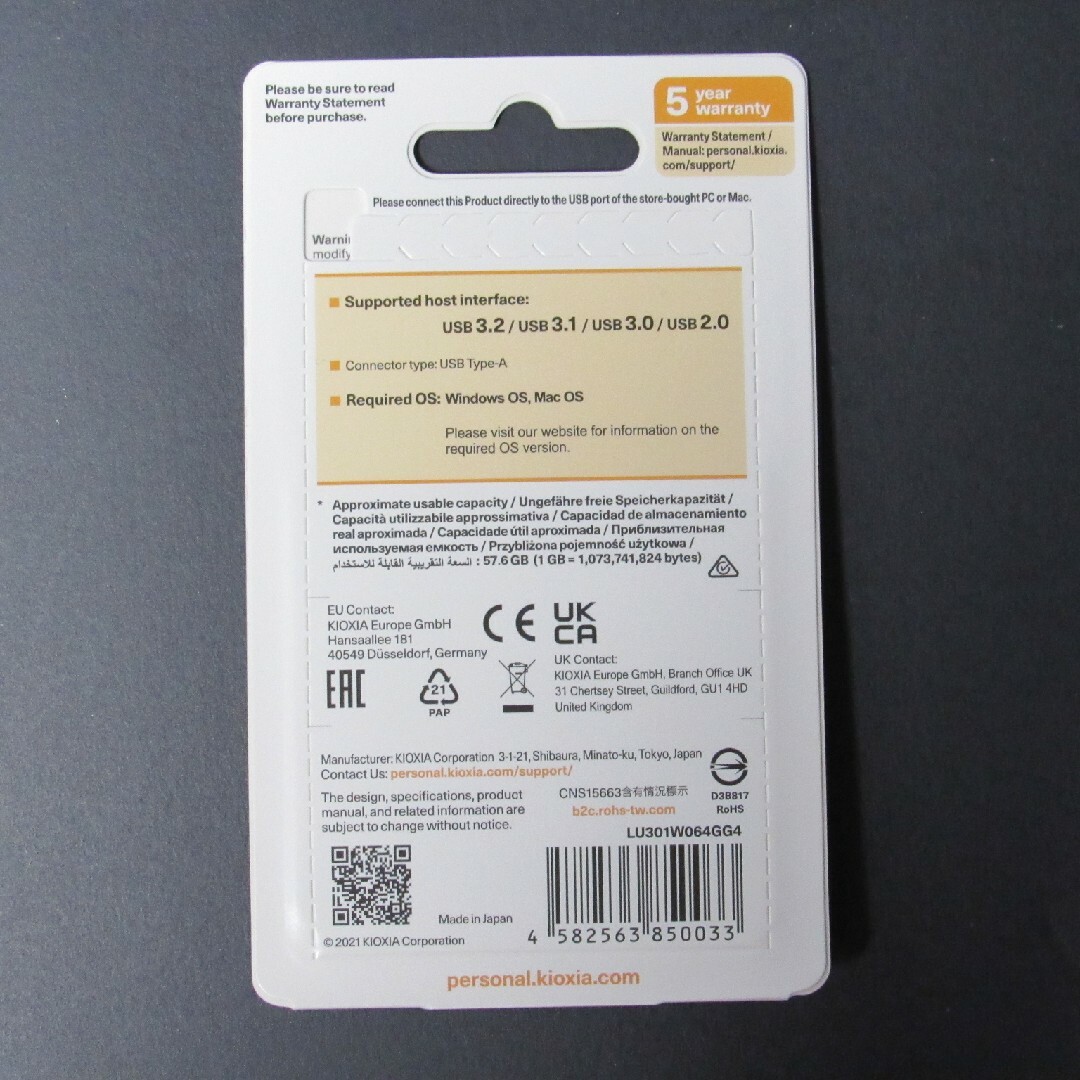 Please be sure to read
Warranty Statement
before purchase.
5 year
warranty
Warranty Statement /
Manual: personal.kioxia.
com/support/
Please connect this Product directly to the USB port of the store-bought PC or Mac.
modify
■ Supported host interface:
USB 3.2 / USB 3.1 / USB 3.0 / USB 2.0
■ Connector type: USB Type-A
■ Required OS: Windows OS, Mac OS
Please visit our website for information on the
required OS version.
* Approximate usable capacity / Ungefähre freie Speicherkapazität /
Capacità utilizzabile approssimativa / Capacidad de almacenamiento
real aproximada / Capacidade útil aproximada / Приблизительная
используемая емкость / Przybliżona pojemność użytkowa /
السعة التقريبية القابلة للاستخدام : 57.6 GB (1 GB = 1,073,741,824 bytes)
EU Contact:
KIOXIA Europe GmbH
Hansaallee 181
40549 Düsseldorf, Germany
CE
UK
CA
UK Contact:
KIOXIA Europe GmbH, Branch Office UK
31 Chertsey Street, Guildford, GU1 4HD
United Kingdom
EAC
21
PAP
Manufacturer: KIOXIA Corporation 3-1-21, Shibaura, Minato-ku, Tokyo, Japan
Contact Us: personal.kioxia.com/support/
The design, specifications, product
manual, and related information are
subject to change without notice.
CNS15663含有情況標示
b2c.rohs-tw.com
D3B817
RoHS
LU301W064GG4
Made in Japan
© 2021 KIOXIA Corporation
4 582563 850033
personal.kioxia.com